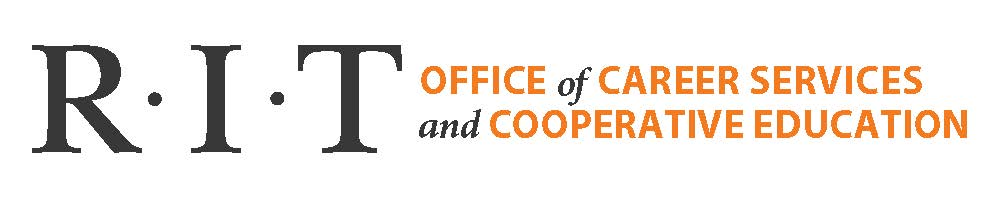 R·I·T
OFFICE of CAREER SERVICES
and COOPERATIVE EDUCATION